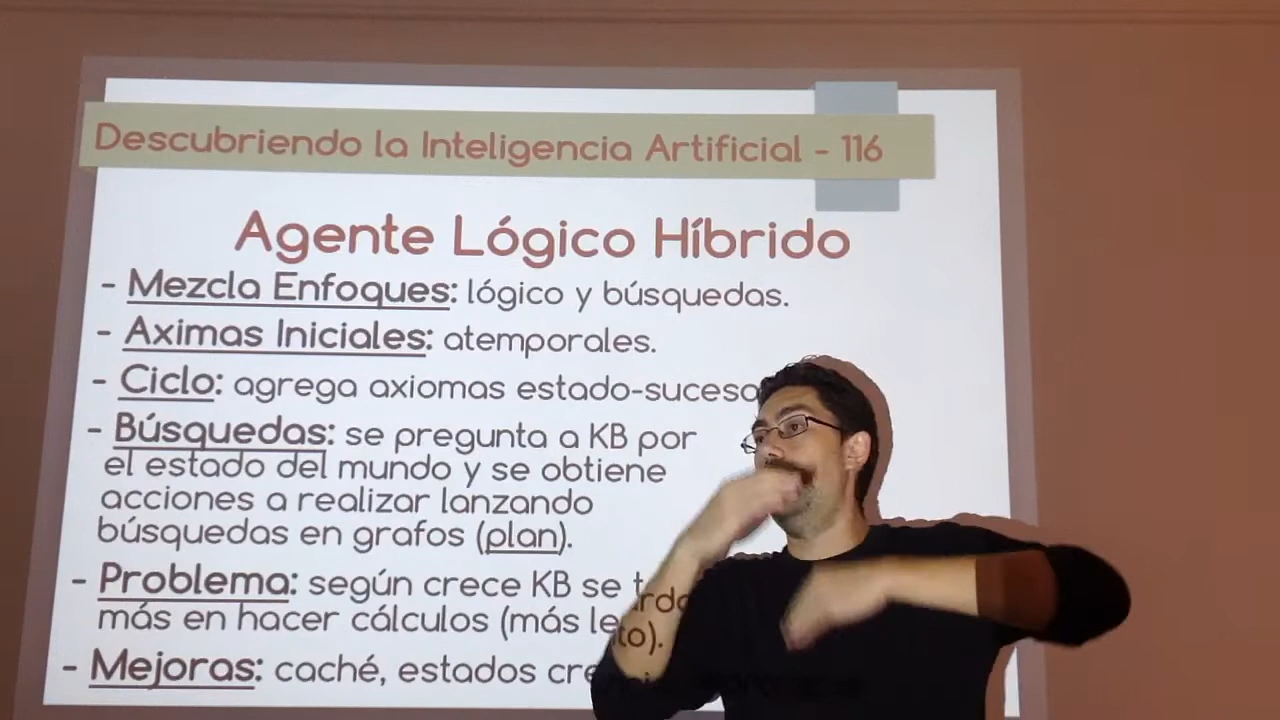 Descubriendo la Inteligencia Artificial - 116
Agente Lógico Híbrido
- Mezcla Enfoques: lógico y búsquedas.
- Aximas Iniciales: atemporales.
- Ciclo: agrega axiomas estado-suceso
- Búsquedas: se pregunta a KB por
el estado del mundo y se obtiene
acciones a realizar lanzando
búsquedas en grafos (plan).
- Problema: según crece KB se tarda
más en hacer cálculos (más lento).
- Mejoras: caché, estados